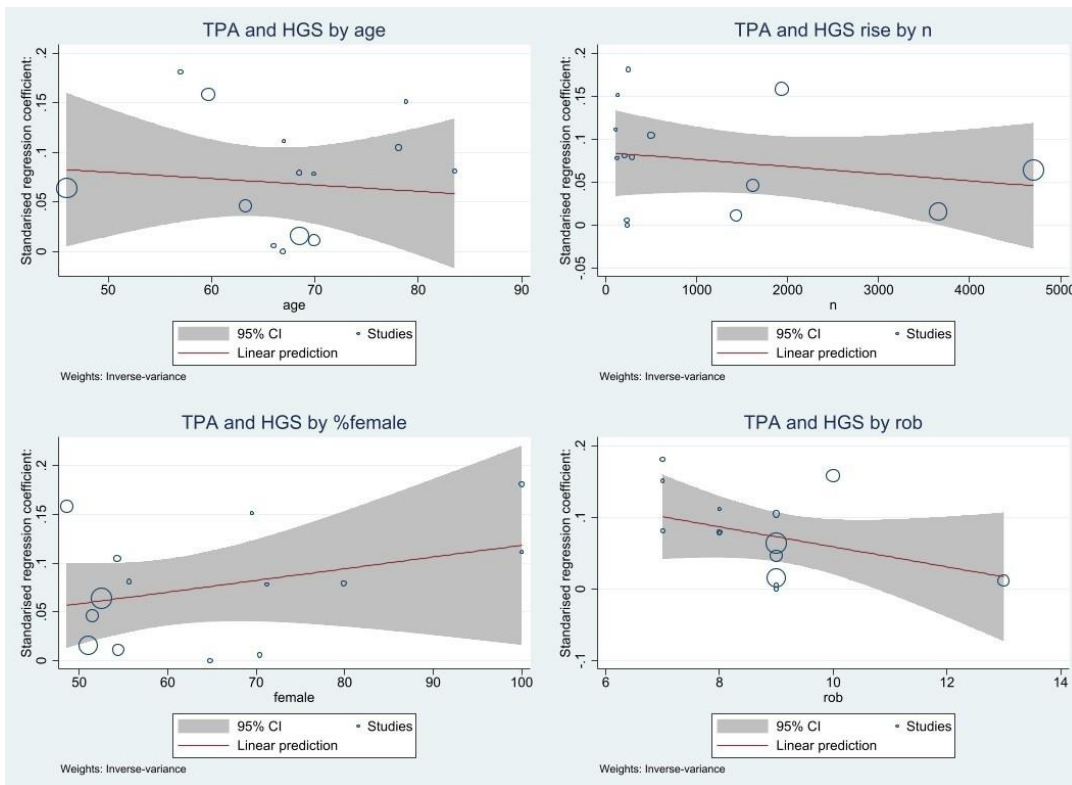 TPA and HGS by age
Standarised regression coefficient:
0 .05 .1 .15 .2
50 60 70 80 90
age
95% CI Studies
Linear prediction
Weights: Inverse-variance
TPA and HGS rise by n
Standarised regression coefficient:
-.05 0 .05 .1 .15 .2
0 1000 2000 3000 4000 5000
n
95% CI Studies
Linear prediction
Weights: Inverse-variance
TPA and HGS by %female
Standarised regression coefficient:
0 .05 .1 .15 .2
50 60 70 80 90 100
female
95% CI Studies
Linear prediction
Weights: Inverse-variance
TPA and HGS by rob
Standarised regression coefficient:
-.1 0 .1 .2
6 8 10 12 14
rob
95% CI Studies
Linear prediction
Weights: Inverse-variance